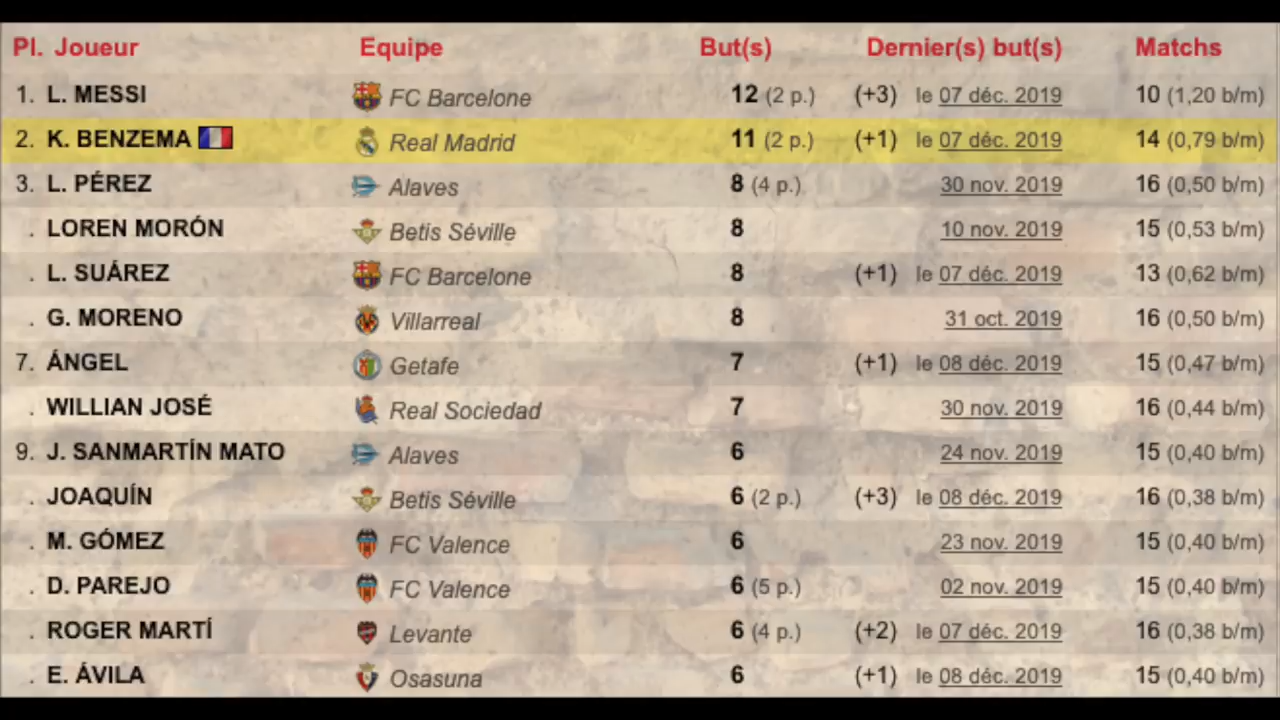 Pl. Joueur Equipe But(s) Dernier(s) but(s) Matchs
1. L. MESSI FC Barcelone 12 (2 p.) (+3) le 07 déc. 2019 10 (1,20 b/m)
2. K. BENZEMA Real Madrid 11 (2 p.) (+1) le 07 déc. 2019 14 (0,79 b/m)
3. L. PÉREZ Alaves 8 (4 p.) 30 nov. 2019 16 (0,50 b/m)
. LOREN MORÓN Betis Séville 8 10 nov. 2019 15 (0,53 b/m)
. L. SUÁREZ FC Barcelone 8 (+1) le 07 déc. 2019 13 (0,62 b/m)
. G. MORENO Villarreal 8 31 oct. 2019 16 (0,50 b/m)
7. ÁNGEL Getafe 7 (+1) le 08 déc. 2019 15 (0,47 b/m)
. WILLIAN JOSÉ Real Sociedad 7 30 nov. 2019 16 (0,44 b/m)
9. J. SANMARTÍN MATO Alaves 6 24 nov. 2019 15 (0,40 b/m)
. JOAQUÍN Betis Séville 6 (2 p.) (+3) le 08 déc. 2019 16 (0,38 b/m)
. M. GÓMEZ FC Valence 6 23 nov. 2019 15 (0,40 b/m)
. D. PAREJO FC Valence 6 (5 p.) 02 nov. 2019 15 (0,40 b/m)
. ROGER MARTÍ Levante 6 (4 p.) (+2) le 07 déc. 2019 16 (0,38 b/m)
. E. ÁVILA Osasuna 6 (+1) le 08 déc. 2019 15 (0,40 b/m)